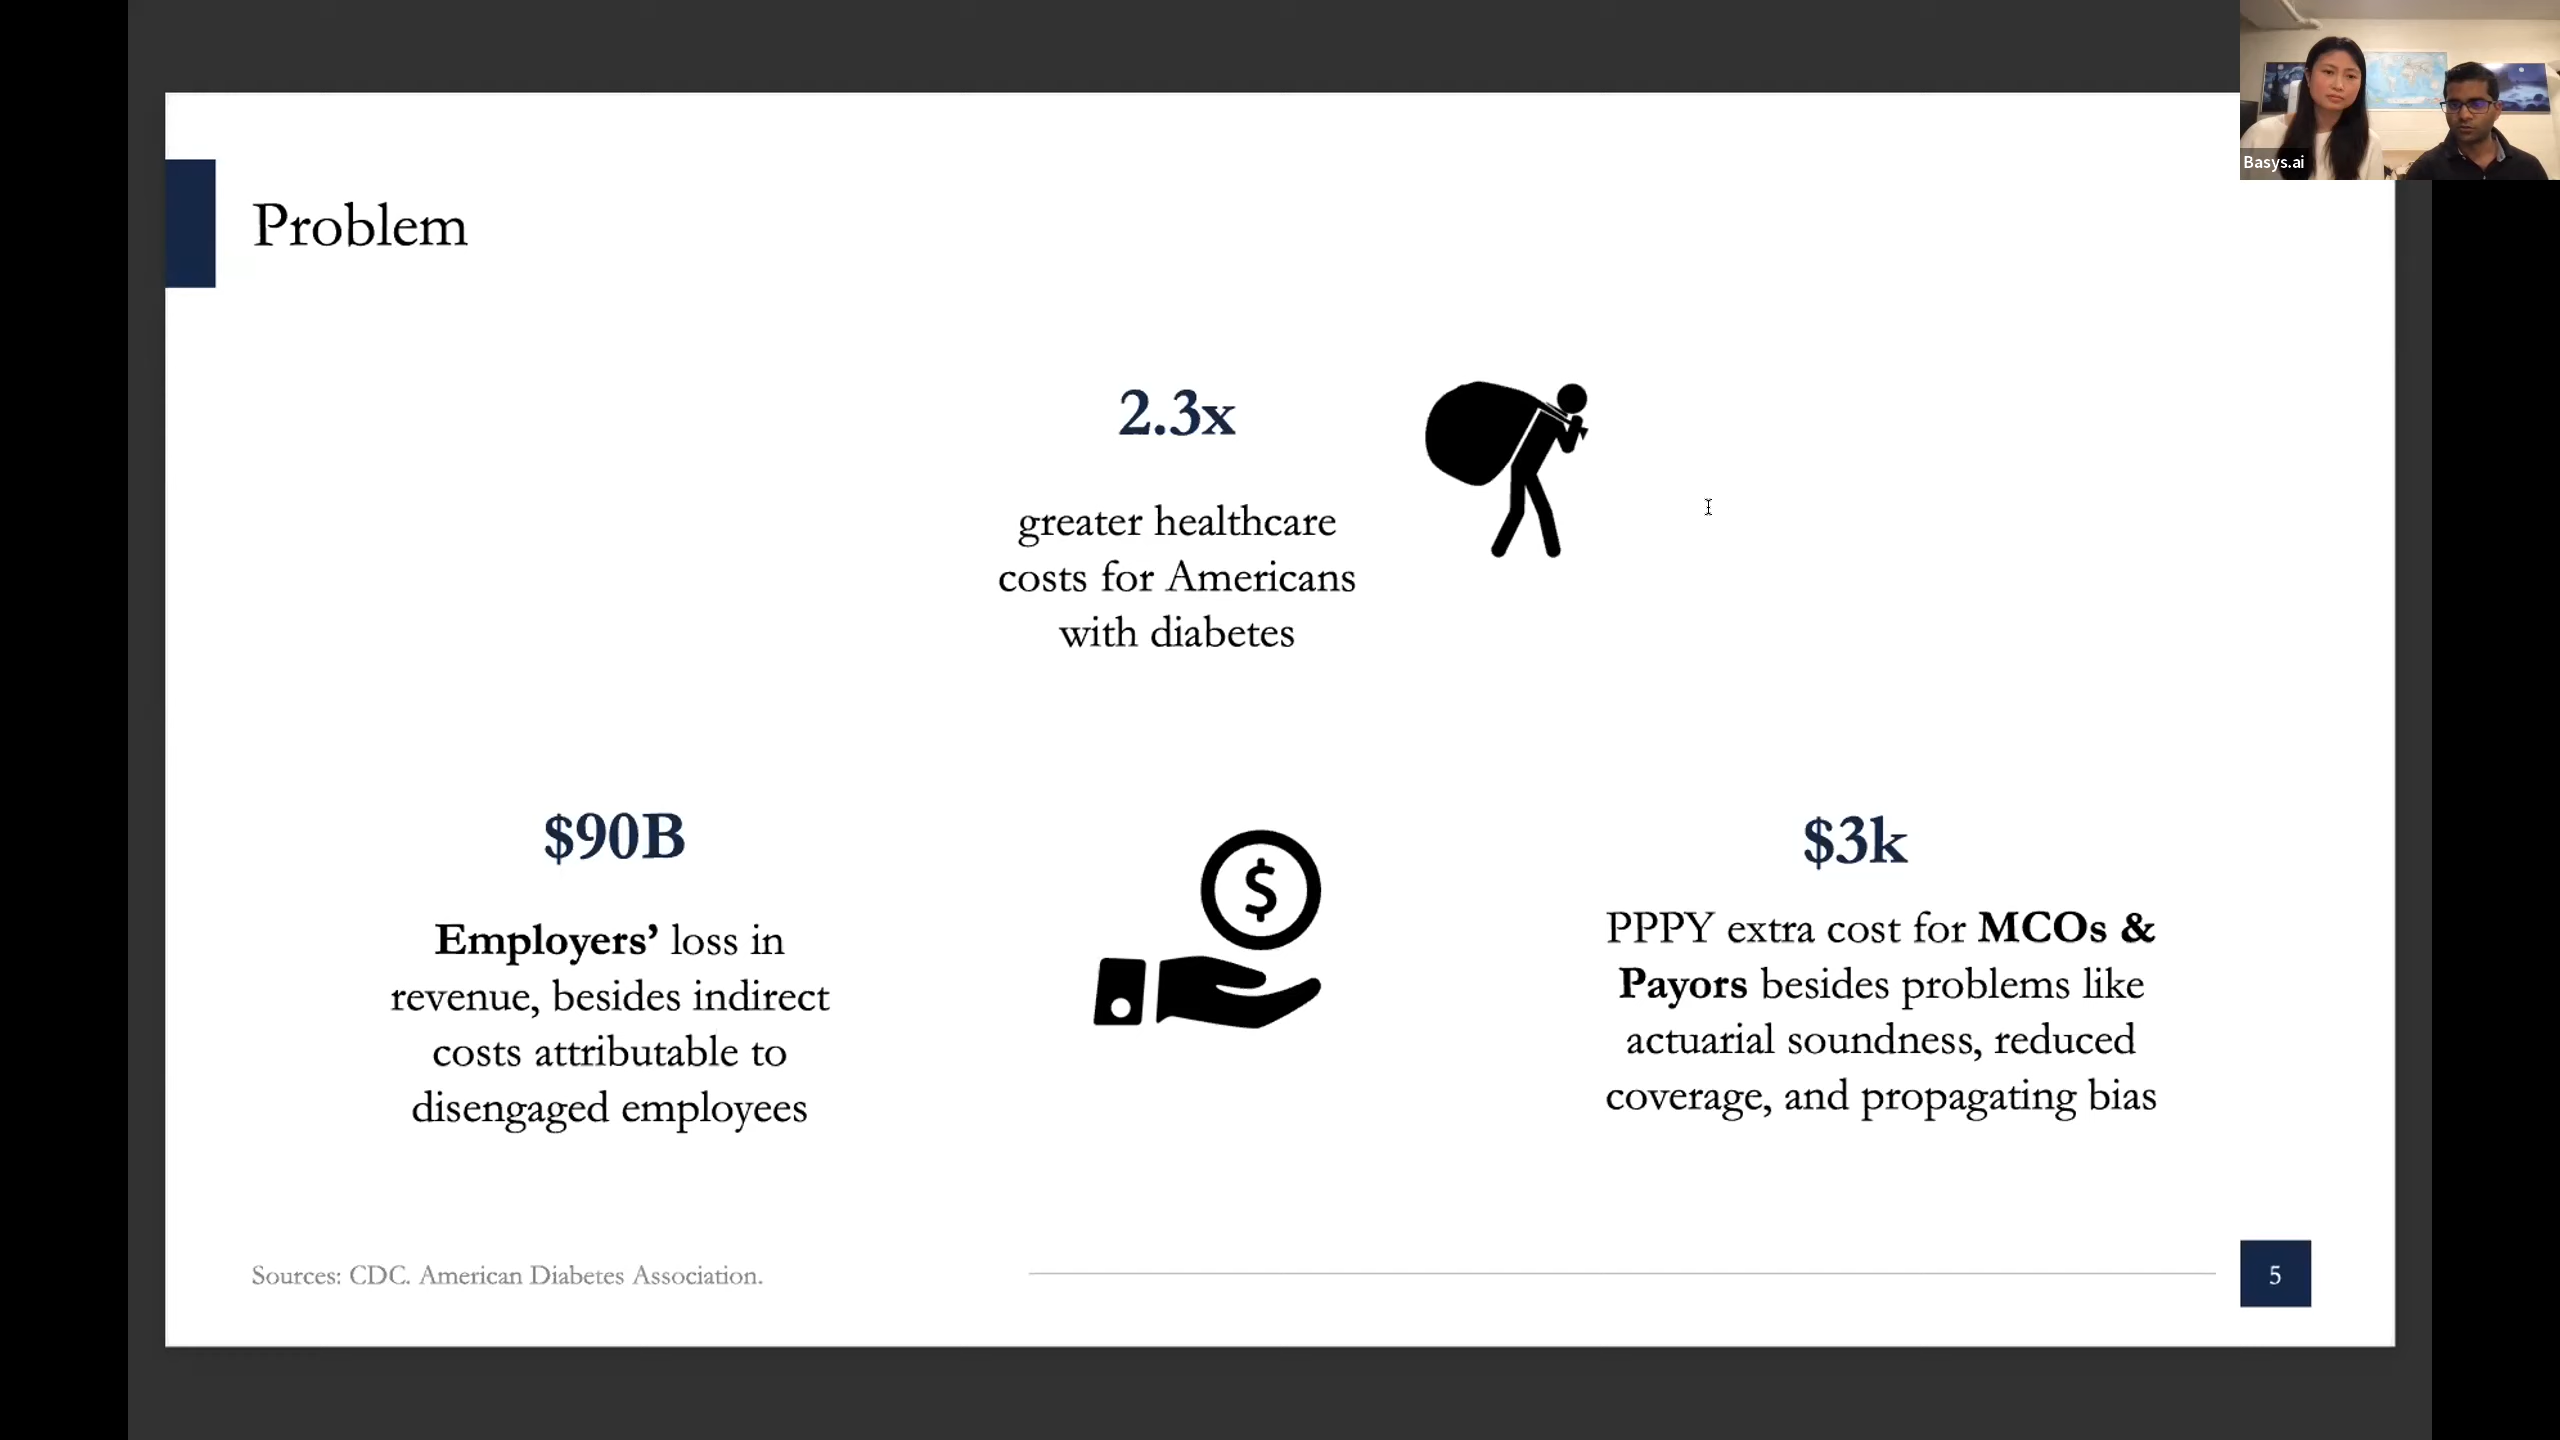 Basys.ai
Problem
2.3x
greater healthcare
costs for Americans
with diabetes
$90B
Employers’ loss in
revenue, besides indirect
costs attributable to
disengaged employees
$
$3k
PPPY extra cost for MCOs &
Payors besides problems like
actuarial soundness, reduced
coverage, and propagating bias
Sources: CDC. American Diabetes Association.
5